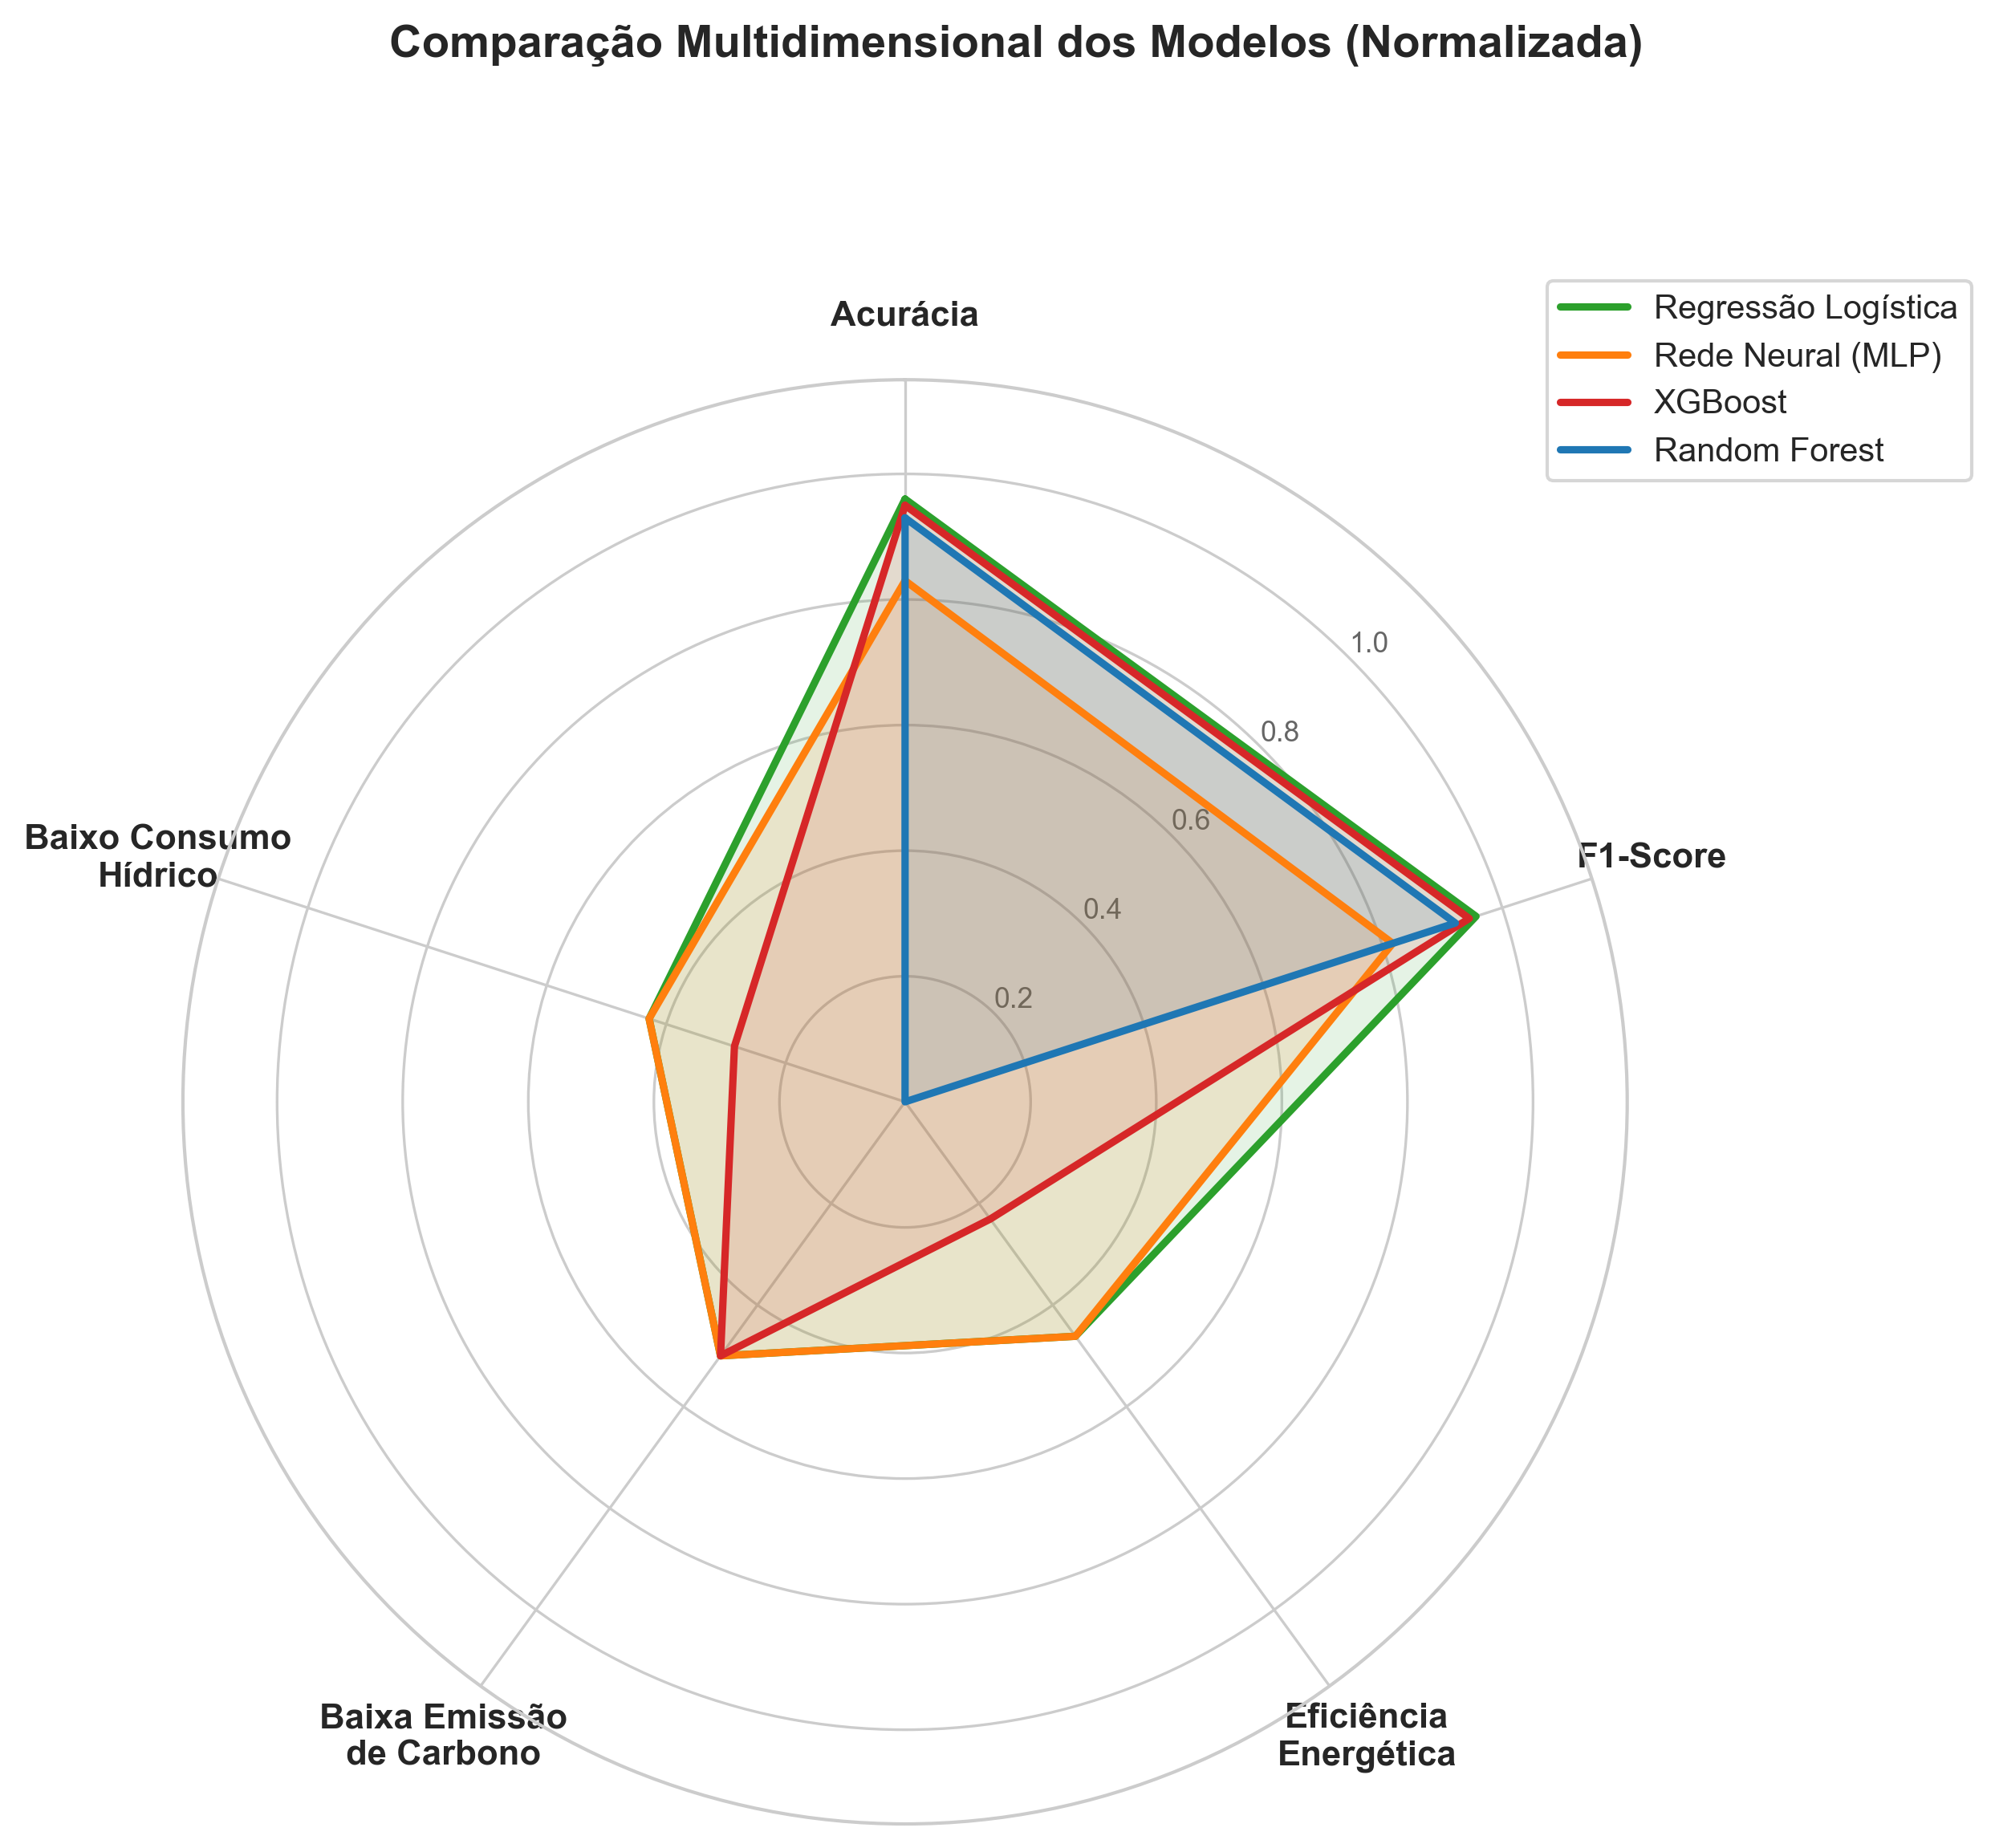 Comparação Multidimensional dos Modelos (Normalizada)
Regressão Logística
Rede Neural (MLP)
XGBoost
Random Forest
Acurácia
1.0
0.8
0.6
0.4
0.2
Baixo Consumo
Hídrico
F1-Score
Baixa Emissão
de Carbono
Eficiência
Energética